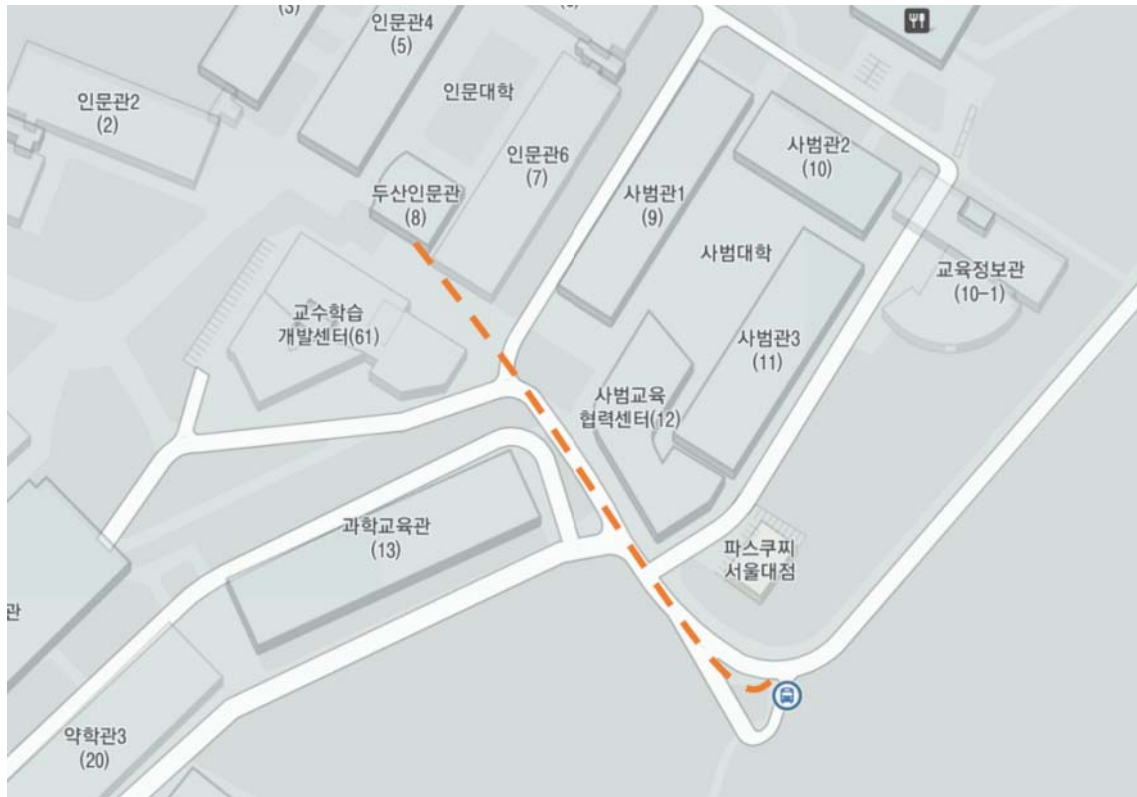 (3)
인문관4
(5)
인문관2
(2)
인문대학
인문관6
(7)
두산인문관
(8)
사범관2
(10)
사범관1
(9)
사범대학
교육정보관
(10-1)
교수학습
개발센터(61)
사범관3
(11)
사범교육
협력센터(12)
과학교육관
(13)
파스쿠찌
서울대점
관
약학관3
(20)